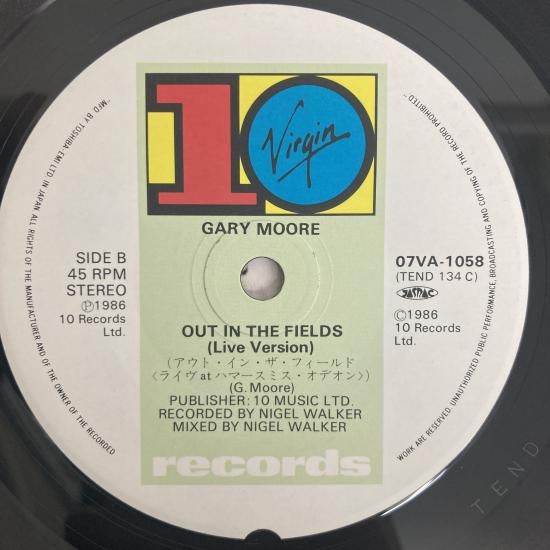 10
Virgin
GARY MOORE
SIDE B
45 RPM
STEREO
Ⓟ1986
10 Records
Ltd.
07VA-1058
(TEND 134 C)
JASRAC
©1986
10 Records
Ltd.
OUT IN THE FIELDS
(Live Version)
(アウト・イン・ザ・フィールド
〈ライヴ at ハマースミス・オデオン〉)
(G. Moore)
PUBLISHER: 10 MUSIC LTD.
RECORDED BY NIGEL WALKER
MIXED BY NIGEL WALKER
records
"MFD BY TOSHIBA-EMI LTD IN JAPAN ALL RIGHTS OF THE MANUFACTURER AND OF THE OWNER OF THE RECORDED
WORK ARE RESERVED. UNAUTHORIZED PUBLIC PERFORMANCE, BROADCASTING AND COPYING OF THE RECORD PROHIBITED"
TEND